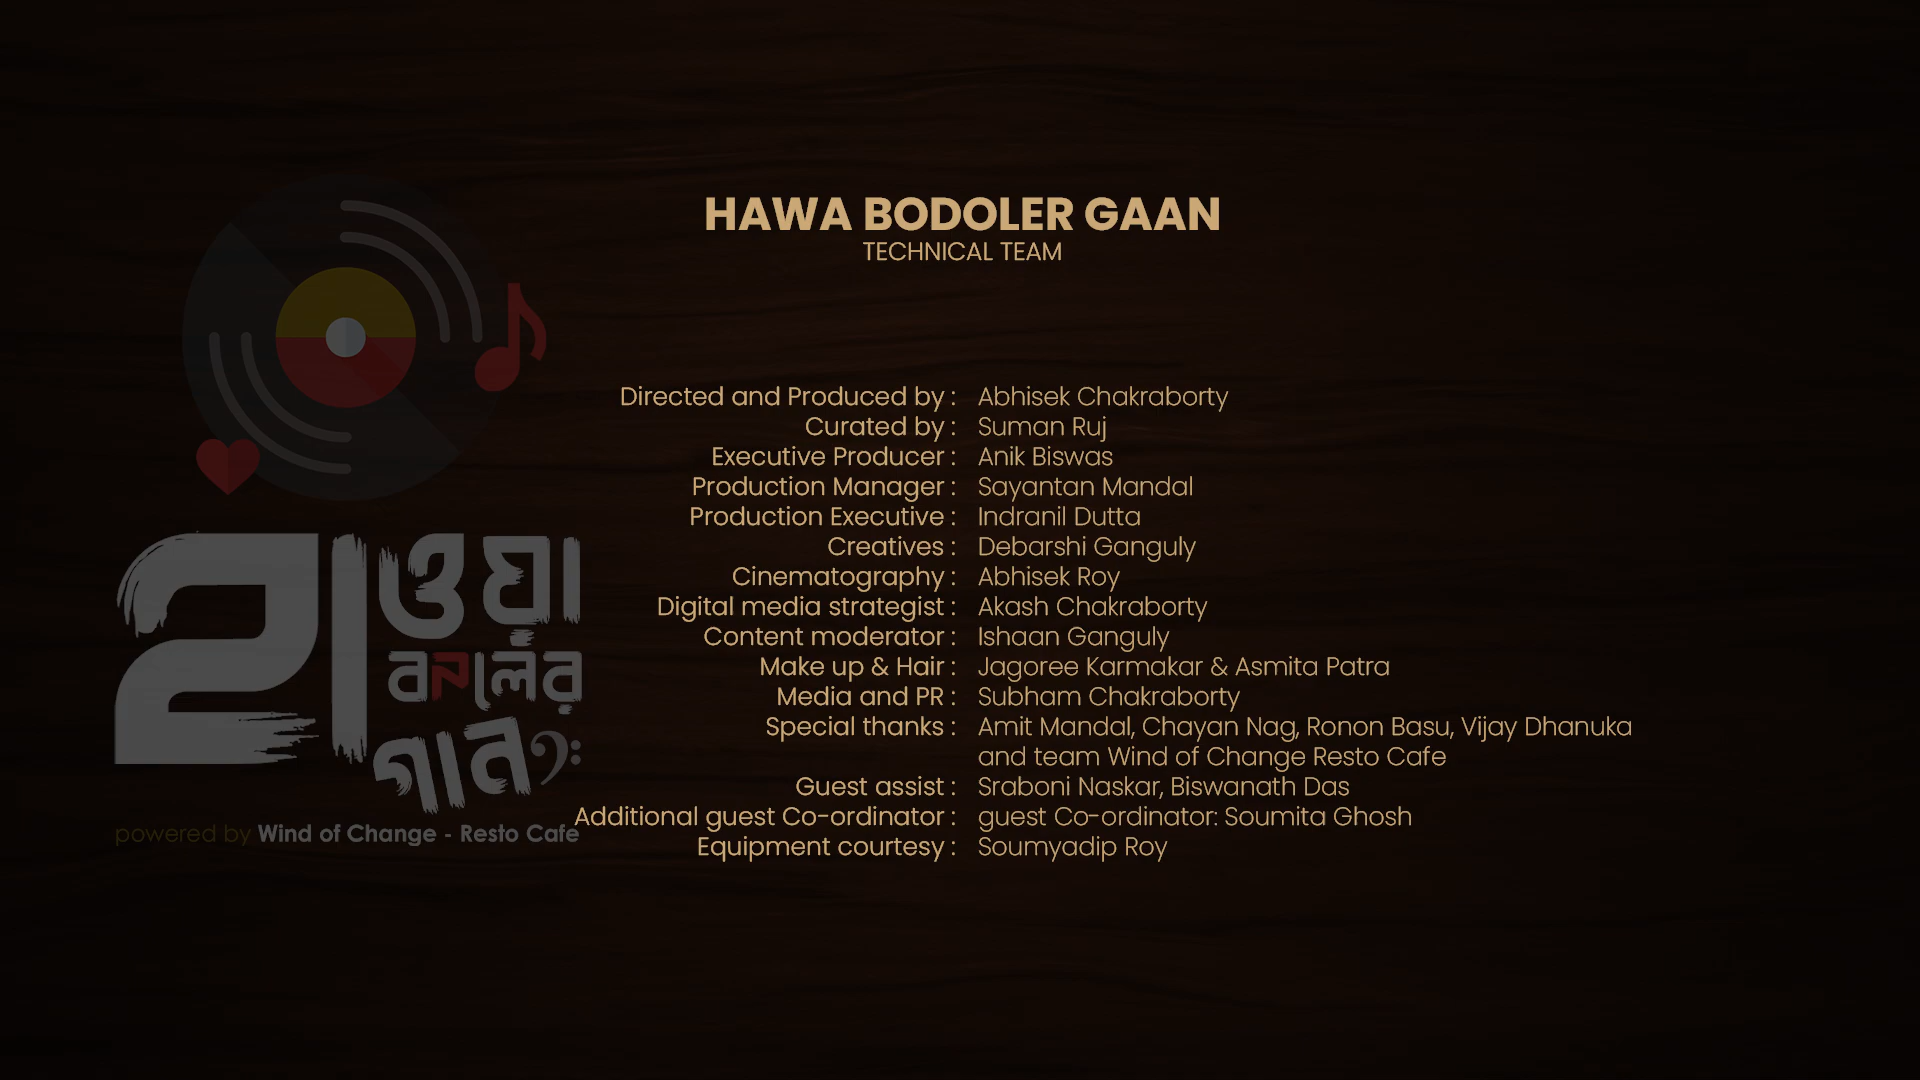 HAWA BODOLER GAAN
TECHNICAL TEAM
Directed and Produced by : Abhisek Chakraborty
Curated by : Suman Ruj
Executive Producer : Anik Biswas
Production Manager : Sayantan Mandal
Production Executive : Indranil Dutta
Creatives : Debarshi Ganguly
Cinematography : Abhisek Roy
Digital media strategist : Akash Chakraborty
Content moderator : Ishaan Ganguly
Make up & Hair : Jagoree Karmakar & Asmita Patra
Media and PR : Subham Chakraborty
Special thanks : Amit Mandal, Chayan Nag, Ronon Basu, Vijay Dhanuka
and team Wind of Change Resto Cafe
Guest assist : Sraboni Naskar, Biswanath Das
Additional guest Co-ordinator : guest Co-ordinator: Soumita Ghosh
Equipment courtesy : Soumyadip Roy
হাওয়া
বদলের
গান
powered by Wind of Change - Resto Cafe